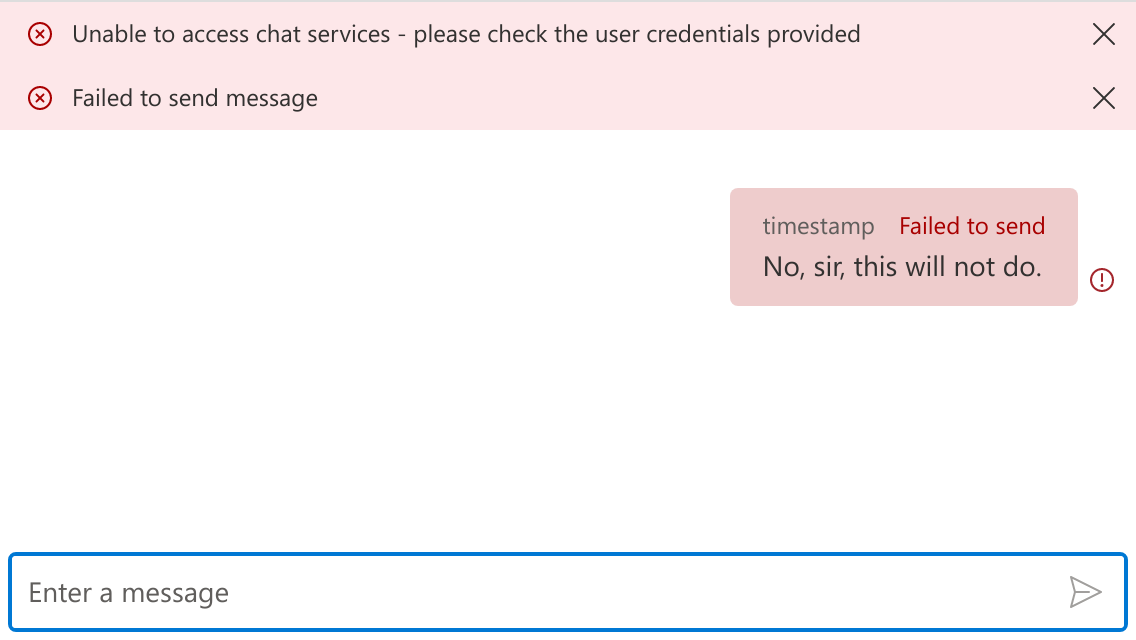 Unable to access chat services - please check the user credentials provided
Failed to send message
timestamp Failed to send
No, sir, this will not do.
Enter a message